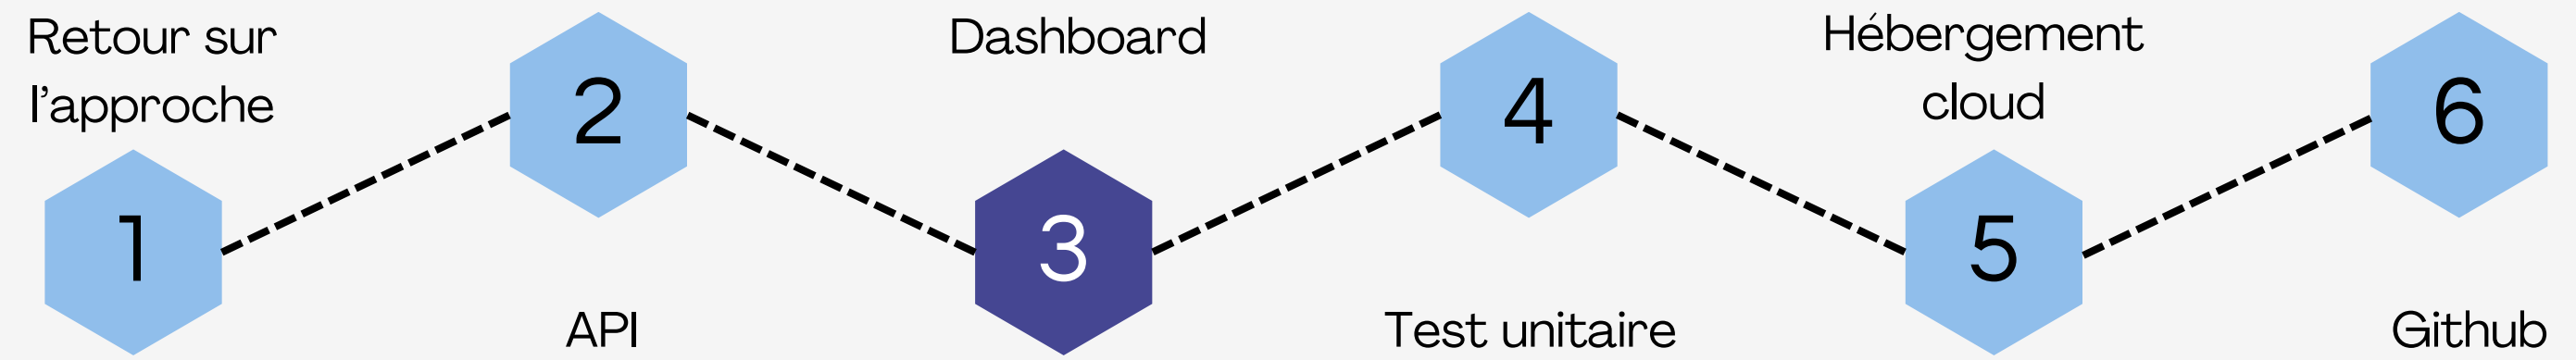 Retour sur
l'approche
1
2
API
Dashboard
3
4
Test unitaire
Hébergement
cloud
5
6
Github